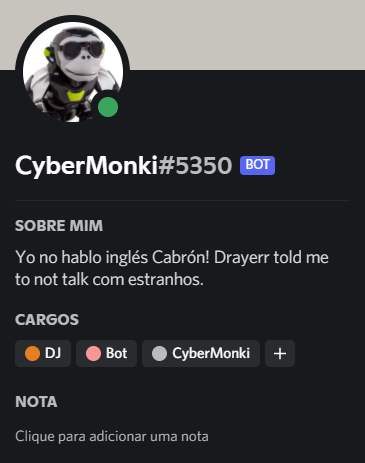 CyberMonki#5350 BOT
SOBRE MIM
Yo no hablo inglés Cabrón! Drayerr told me
to not talk com estranhos.
CARGOS
DJ Bot CyberMonki +
NOTA
Clique para adicionar uma nota